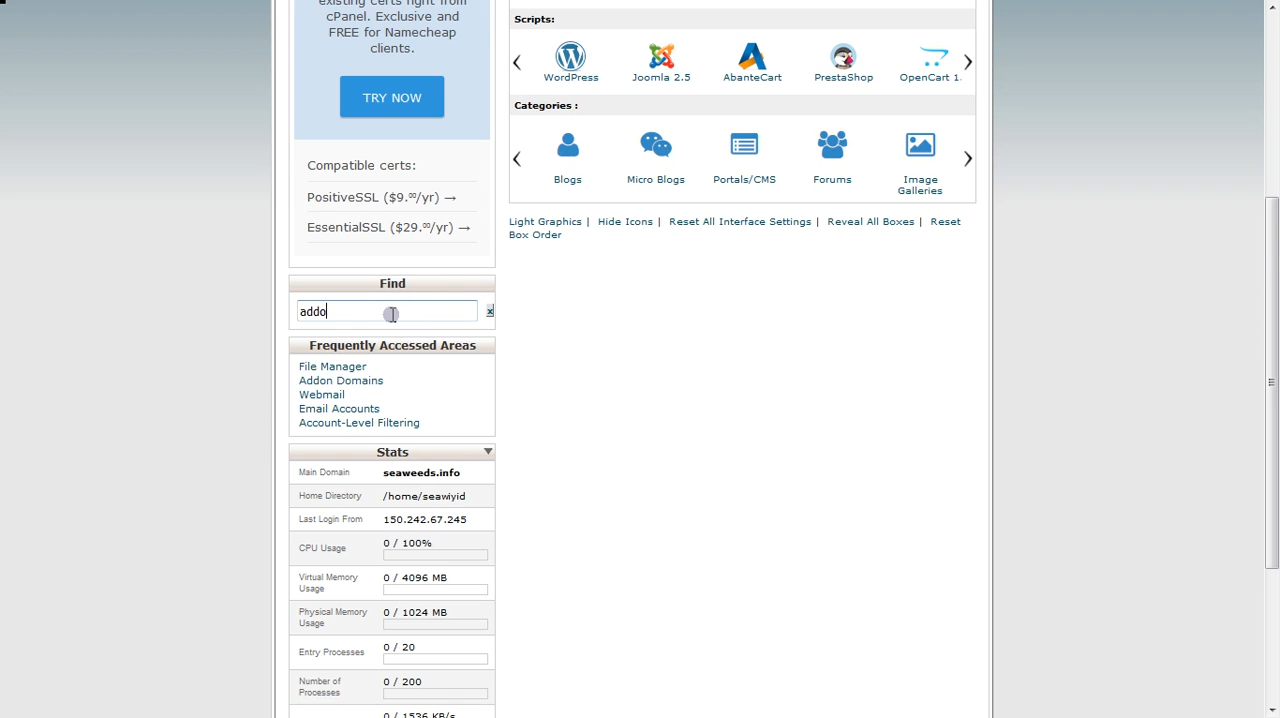 existing certs right from
cPanel. Exclusive and
FREE for Namecheap
clients.
TRY NOW
Compatible certs:
PositiveSSL ($9.00/yr) →
EssentialSSL ($29.00/yr) →
Find
addo
x
Frequently Accessed Areas
File Manager
Addon Domains
Webmail
Email Accounts
Account-Level Filtering
Stats
Main Domain seaweeds.info
Home Directory /home/seawiyid
Last Login From 150.242.67.245
CPU Usage 0 / 100%
Virtual Memory
Usage
0 / 4096 MB
Physical Memory
Usage
0 / 1024 MB
Entry Processes 0 / 20
Number of
Processes
0 / 200
0 / 1536 KB/s
Scripts:
WordPress Joomla 2.5 AbanteCart PrestaShop OpenCart 1.
Categories :
Blogs Micro Blogs Portals/CMS Forums Image
Galleries
Light Graphics | Hide Icons | Reset All Interface Settings | Reveal All Boxes | Reset
Box Order